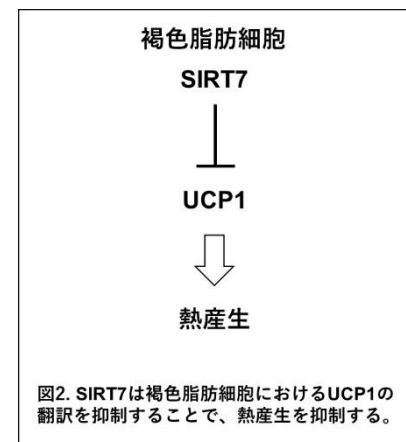 褐色脂肪細胞
SIRT7
UCP1
熱産生
図2. SIRT7は褐色脂肪細胞におけるUCP1の
翻訳を抑制することで、熱産生を抑制する。